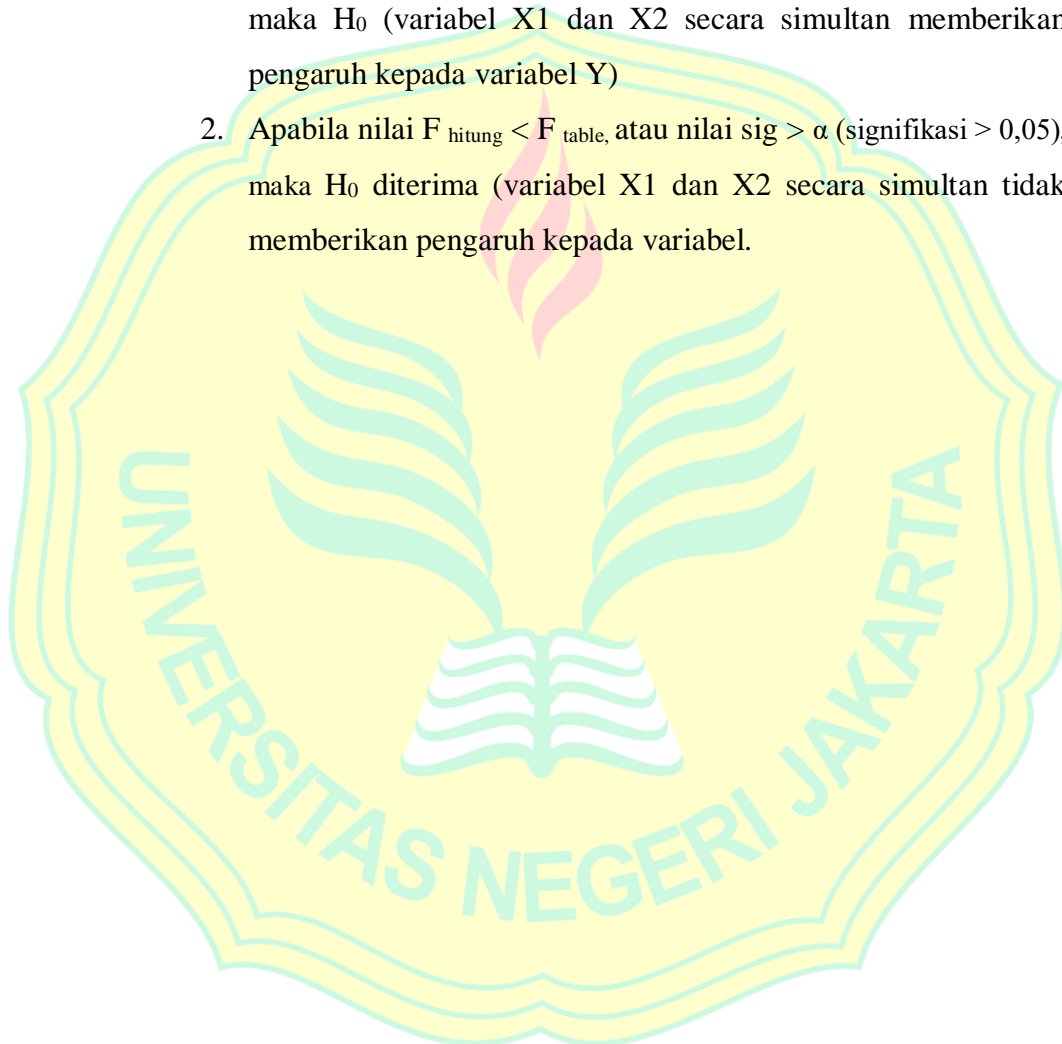 maka H₀ (variabel X1 dan X2 secara simultan memberikan
pengaruh kepada variabel Y)
2. Apabila nilai F hitung < F table, atau nilai sig > α (signifikasi > 0,05),
maka H₀ diterima (variabel X1 dan X2 secara simultan tidak
memberikan pengaruh kepada variabel.
UNIVERSITAS NEGERI JAKARTA